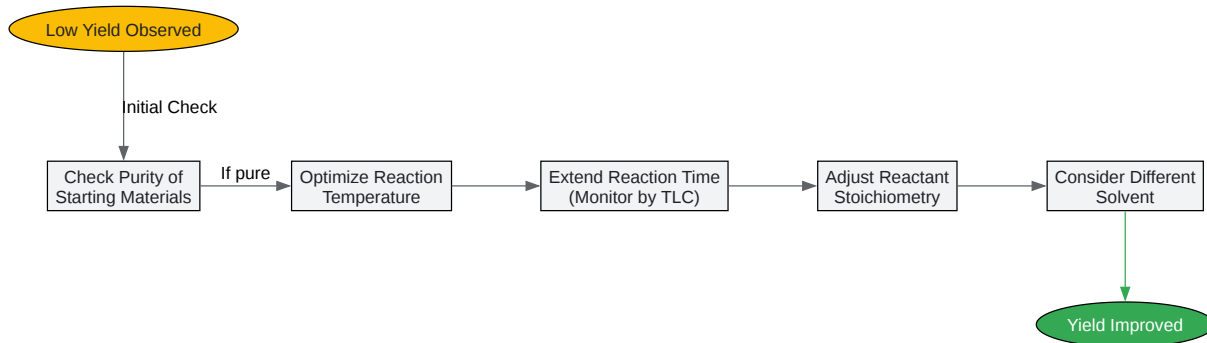 Low Yield Observed
Initial Check
Check Purity of
Starting Materials
If pure
Optimize Reaction
Temperature
Extend Reaction Time
(Monitor by TLC)
Adjust Reactant
Stoichiometry
Consider Different
Solvent
Yield Improved